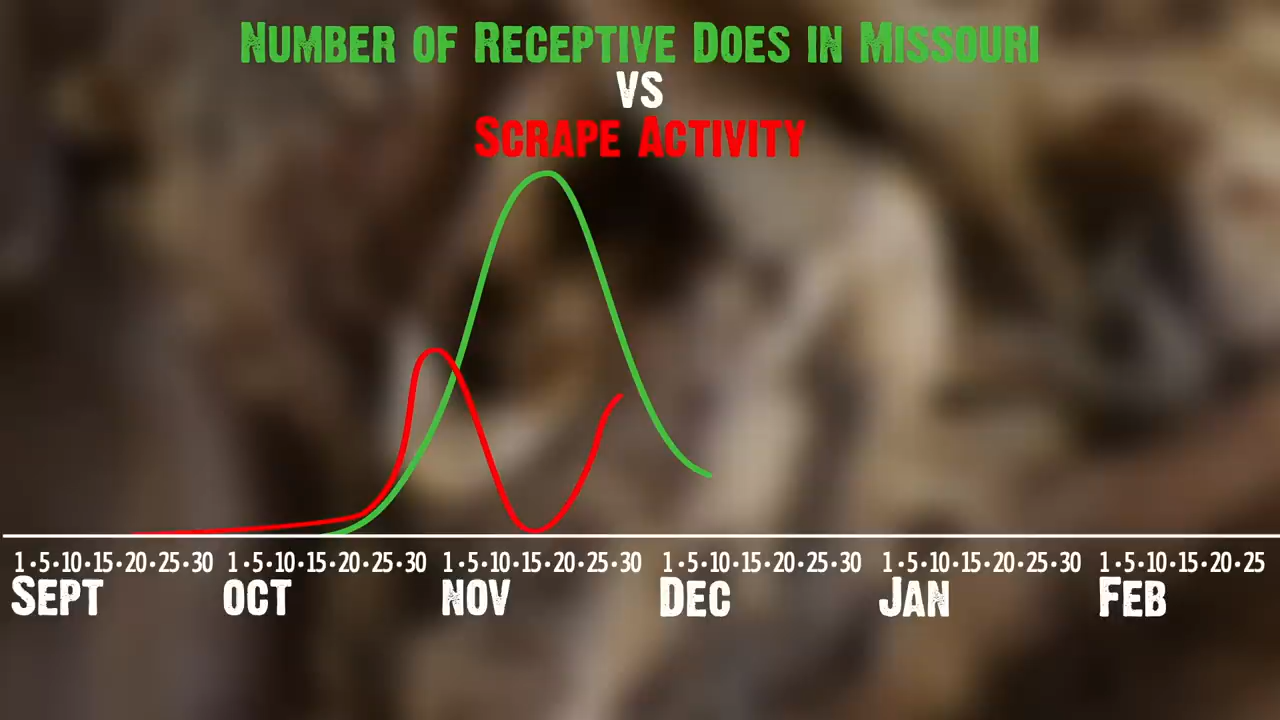 Number of Receptive Does in Missouri
vs
Scrape Activity
1·5·10·15·20·25·30 1·5·10·15·20·25·30 1·5·10·15·20·25·30 1·5·10·15·20·25·30 1·5·10·15·20·25·30 1·5·10·15·20·25
Sept Oct Nov Dec Jan Feb